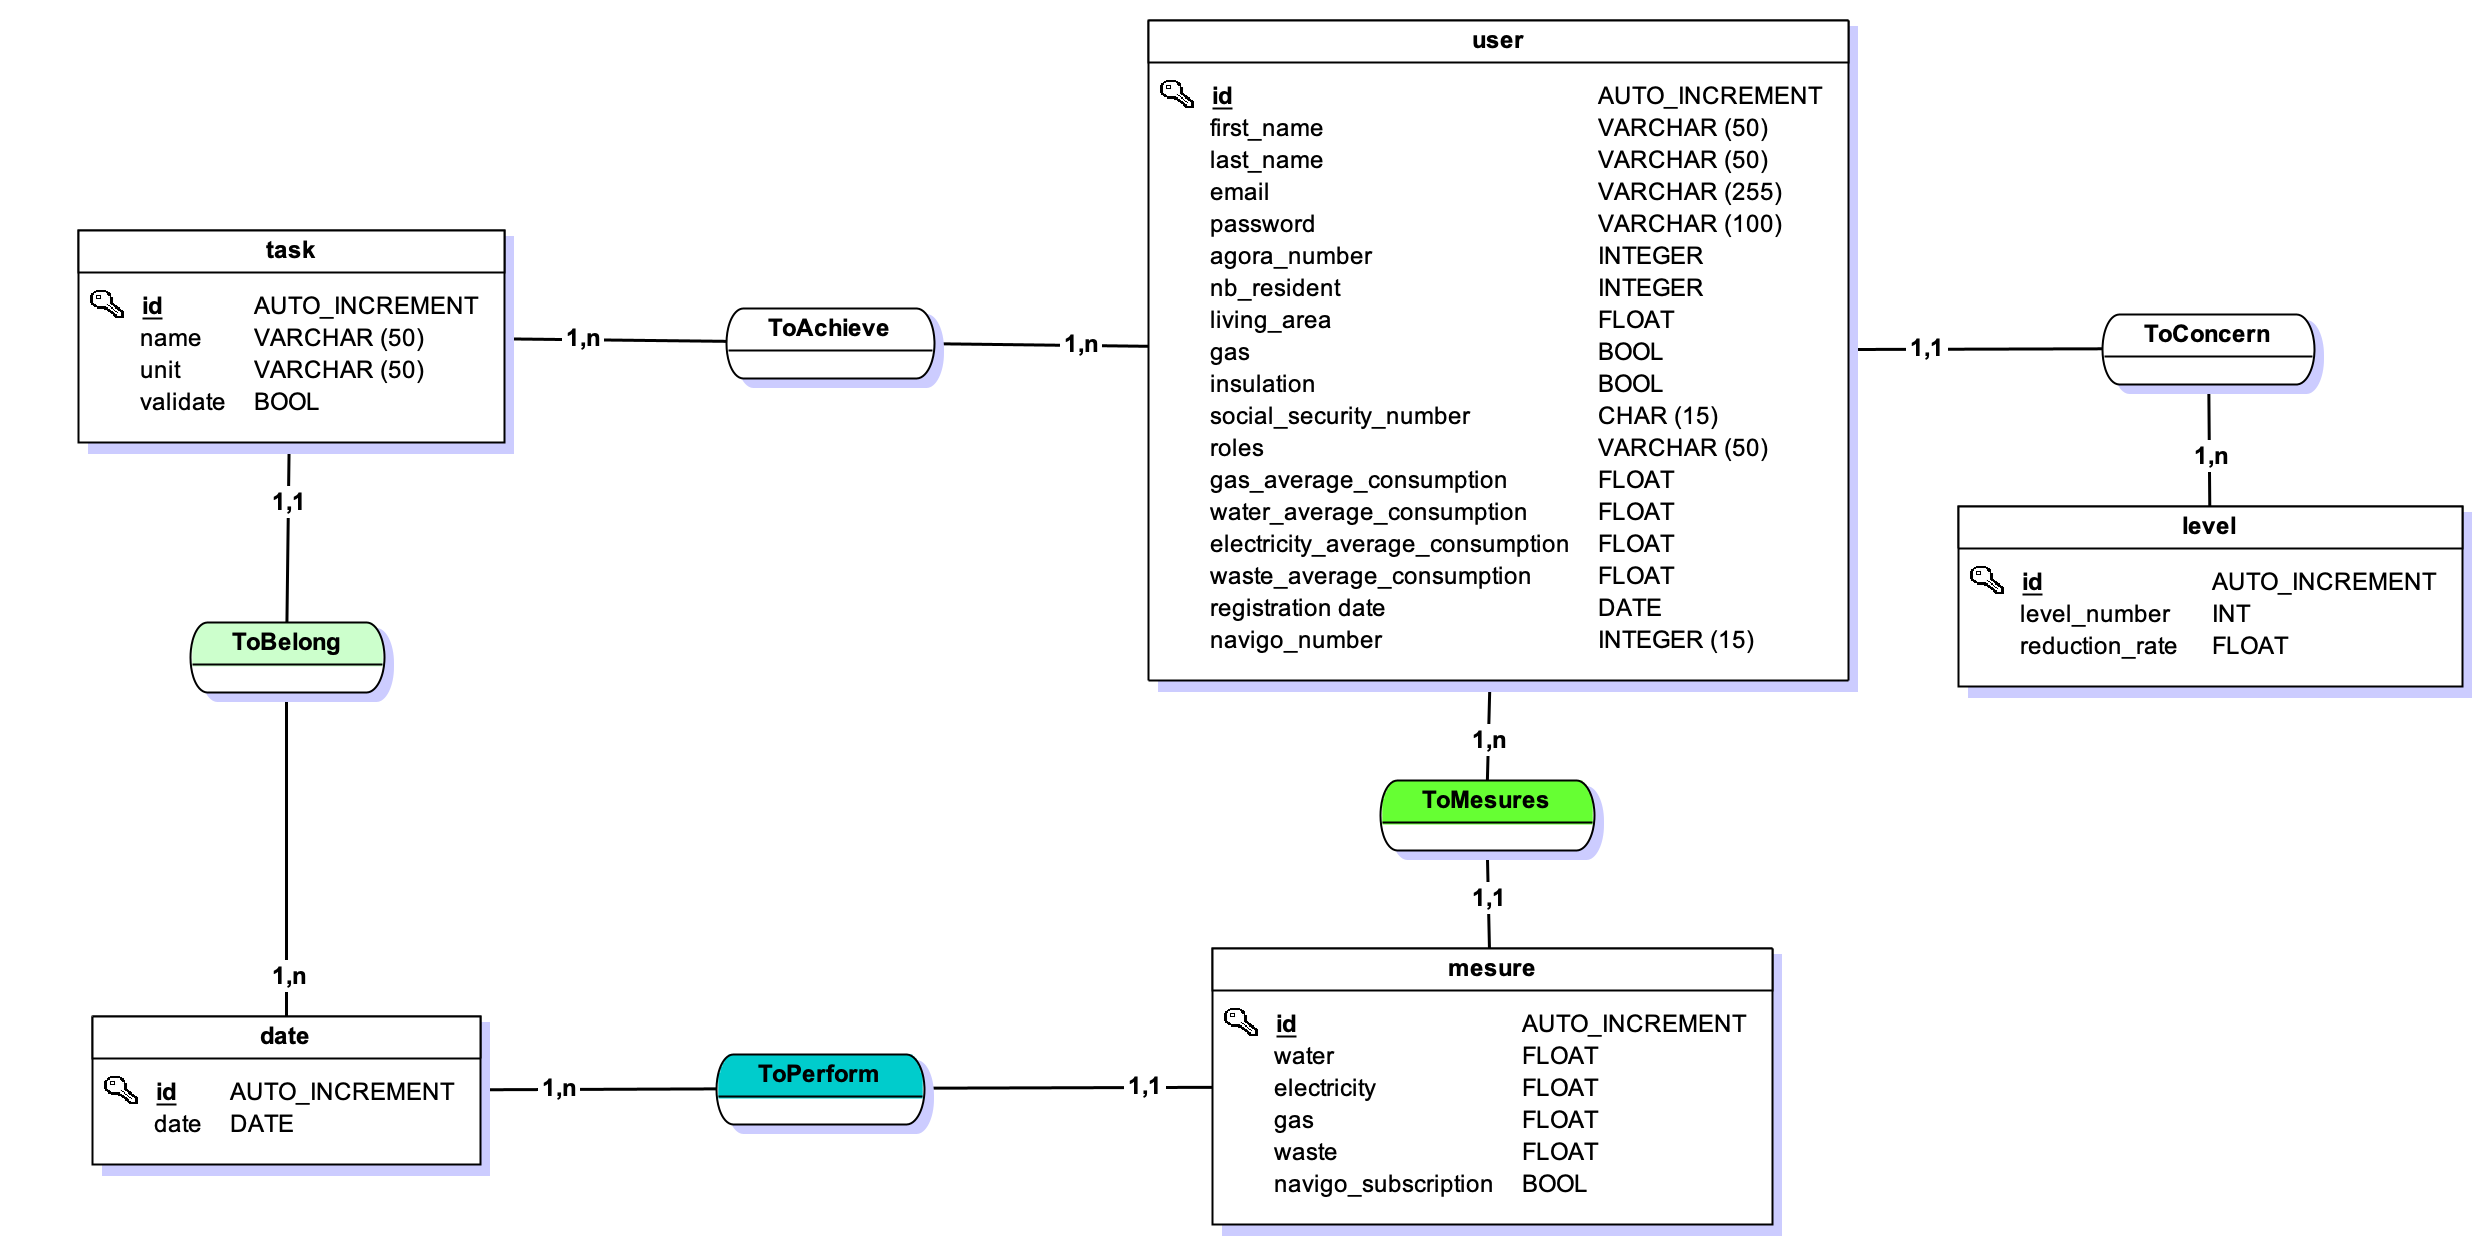 user
id AUTO_INCREMENT
first_name VARCHAR (50)
last_name VARCHAR (50)
email VARCHAR (255)
password VARCHAR (100)
agora_number INTEGER
nb_resident INTEGER
living_area FLOAT
gas BOOL
insulation BOOL
social_security_number CHAR (15)
roles VARCHAR (50)
gas_average_consumption FLOAT
water_average_consumption FLOAT
electricity_average_consumption FLOAT
waste_average_consumption FLOAT
registration date DATE
navigo_number INTEGER (15)
task
id AUTO_INCREMENT
name VARCHAR (50)
unit VARCHAR (50)
validate BOOL
1,n
ToAchieve
1,n
1,1
ToConcern
1,n
level
id AUTO_INCREMENT
level_number INT
reduction_rate FLOAT
1,1
ToBelong
1,n
1,n
ToMesures
1,1
date
id AUTO_INCREMENT
date DATE
1,n
ToPerform
1,1
mesure
id AUTO_INCREMENT
water FLOAT
electricity FLOAT
gas FLOAT
waste FLOAT
navigo_subscription BOOL